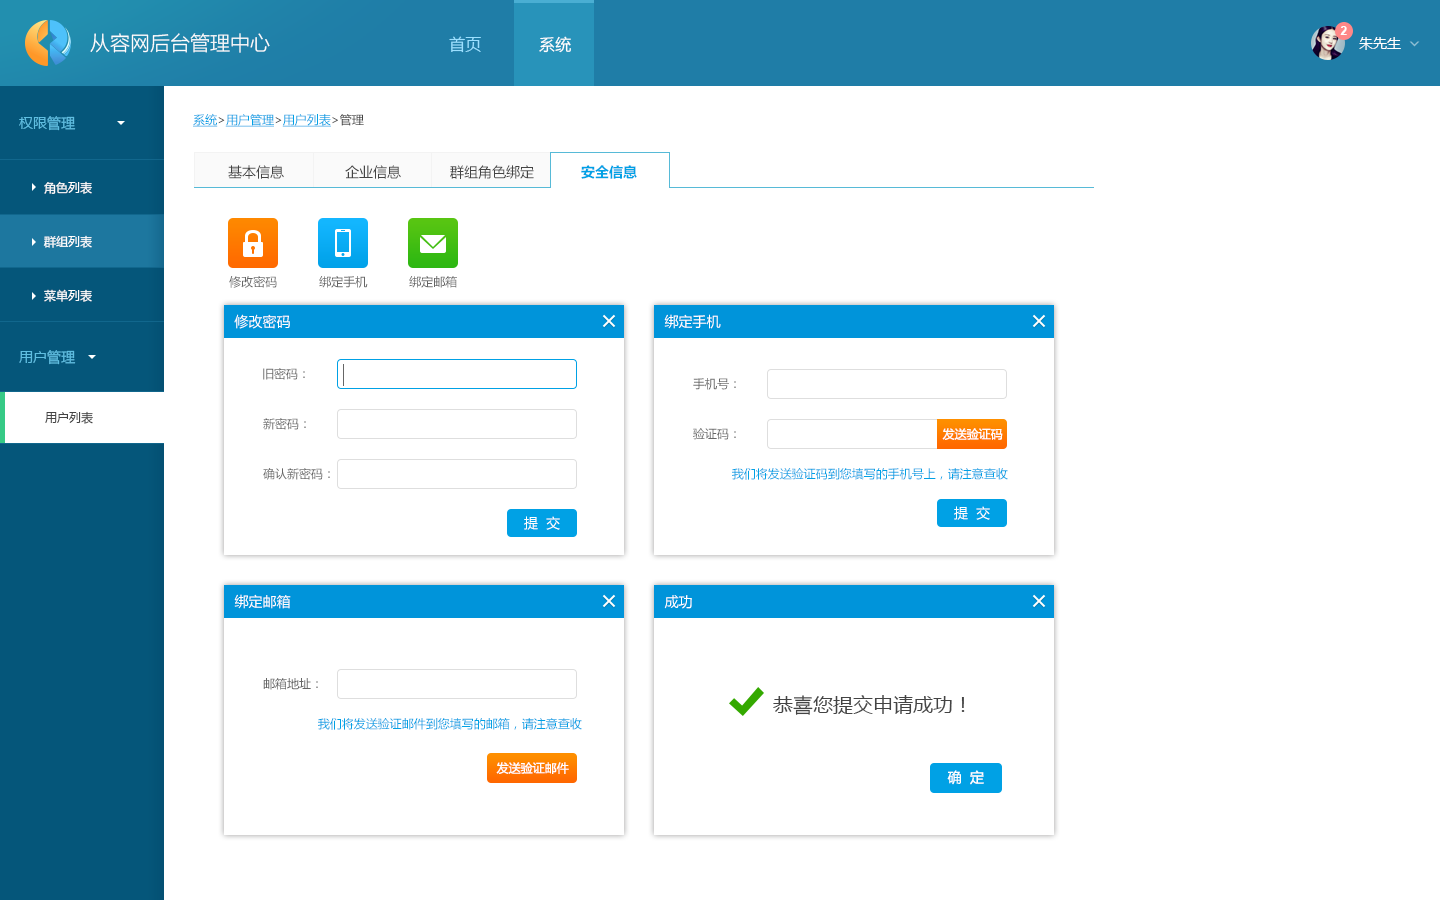 从容网后台管理中心
首页
系统
2
朱先生
权限管理
角色列表
群组列表
菜单列表
用户管理
用户列表
系统>用户管理>用户列表>管理
基本信息
企业信息
群组角色绑定
安全信息
修改密码
绑定手机
绑定邮箱
修改密码
旧密码：
新密码：
确认新密码：
提 交
绑定手机
手机号：
验证码：
发送验证码
我们将发送验证码到您填写的手机号上，请注意查收
提 交
绑定邮箱
邮箱地址：
我们将发送验证邮件到您填写的邮箱，请注意查收
发送验证邮件
成功
恭喜您提交申请成功！
确 定